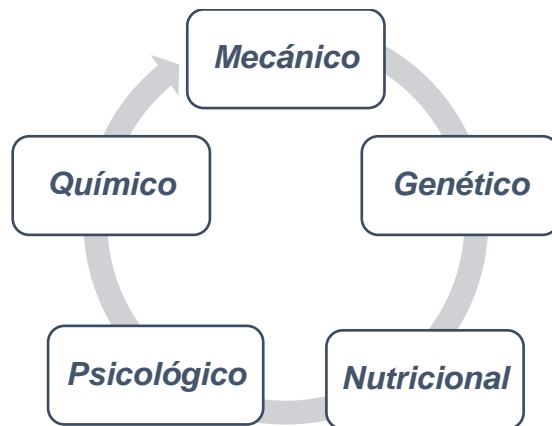 Mecánico
Genético
Nutricional
Psicológico
Químico